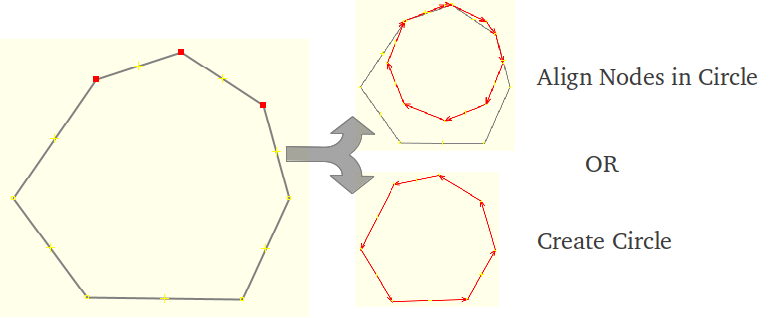 Align Nodes in Circle
OR
Create Circle